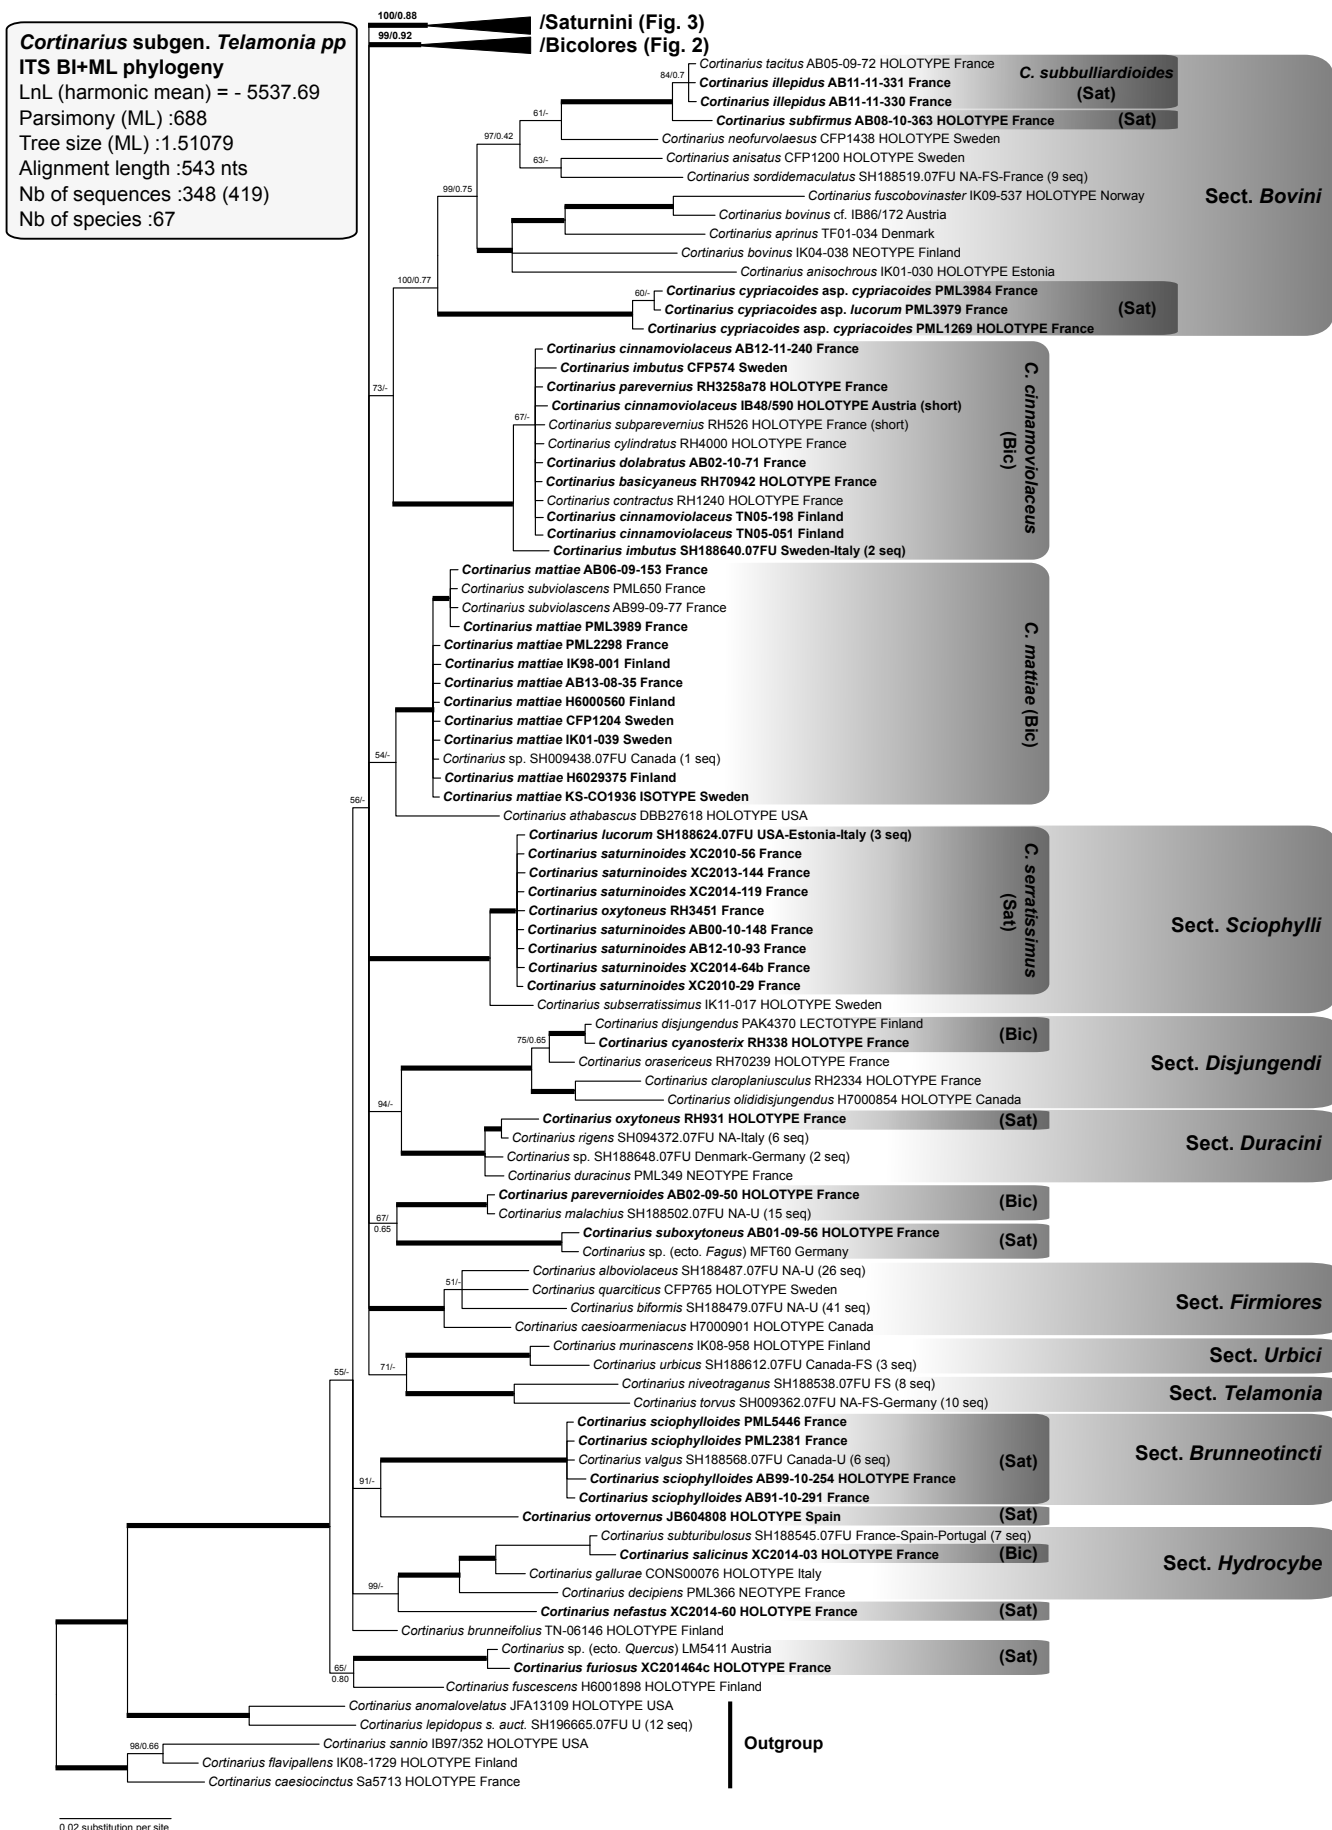 Cortinarius subgen. Telamonia pp
ITS BI+ML phylogeny
LnL (harmonic mean) = - 5537.69
Parsimony (ML) :688
Tree size (ML) :1.51079
Alignment length :543 nts
Nb of sequences :348 (419)
Nb of species :67
100/0.88
/Saturnini (Fig. 3)
99/0.92
/Bicolores (Fig. 2)
Cortinarius tacitus AB05-09-72 HOLOTYPE France
84/0.7
Cortinarius illepidus AB11-11-331 France
Cortinarius illepidus AB11-11-330 France
C. subbulliardioides
(Sat)
61/-
Cortinarius subfirmus AB08-10-363 HOLOTYPE France
(Sat)
97/0.42
Cortinarius neofurvolaesus CFP1438 HOLOTYPE Sweden
Cortinarius anisatus CFP1200 HOLOTYPE Sweden
63/-
Cortinarius sordidemaculatus SH188519.07FU NA-FS-France (9 seq)
99/0.75
Cortinarius fuscobovinaster IK09-537 HOLOTYPE Norway
Sect. Bovini
Cortinarius bovinus cf. IB86/172 Austria
Cortinarius aprinus TF01-034 Denmark
Cortinarius bovinus IK04-038 NEOTYPE Finland
Cortinarius anisochrous IK01-030 HOLOTYPE Estonia
100/0.77
60/-
Cortinarius cypriacoides asp. cypriacoides PML3984 France
Cortinarius cypriacoides asp. lucorum PML3979 France
(Sat)
Cortinarius cypriacoides asp. cypriacoides PML1269 HOLOTYPE France
73/-
Cortinarius cinnamoviolaceus AB12-11-240 France
Cortinarius imbutus CFP574 Sweden
Cortinarius parevernius RH3258a78 HOLOTYPE France
Cortinarius cinnamoviolaceus IB48/590 HOLOTYPE Austria (short)
67/-
Cortinarius subparevernius RH526 HOLOTYPE France (short)
Cortinarius cylindratus RH4000 HOLOTYPE France
Cortinarius dolabratus AB02-10-71 France
Cortinarius basicyaneus RH70942 HOLOTYPE France
Cortinarius contractus RH1240 HOLOTYPE France
Cortinarius cinnamoviolaceus TN05-198 Finland
Cortinarius cinnamoviolaceus TN05-051 Finland
Cortinarius imbutus SH188640.07FU Sweden-Italy (2 seq)
C. cinnamoviolaceus
(Bic)
Cortinarius mattiae AB06-09-153 France
Cortinarius subviolascens PML650 France
Cortinarius subviolascens AB99-09-77 France
Cortinarius mattiae PML3989 France
Cortinarius mattiae PML2298 France
Cortinarius mattiae IK98-001 Finland
Cortinarius mattiae AB13-08-35 France
Cortinarius mattiae H6000560 Finland
Cortinarius mattiae CFP1204 Sweden
Cortinarius mattiae IK01-039 Sweden
Cortinarius sp. SH009438.07FU Canada (1 seq)
Cortinarius mattiae H6029375 Finland
Cortinarius mattiae KS-CO1936 ISOTYPE Sweden
C. mattiae (Bic)
54/-
Cortinarius athabascus DBB27618 HOLOTYPE USA
56/-
Cortinarius lucorum SH188624.07FU USA-Estonia-Italy (3 seq)
Cortinarius saturninoides XC2010-56 France
Cortinarius saturninoides XC2013-144 France
Cortinarius saturninoides XC2014-119 France
Cortinarius oxytoneus RH3451 France
Cortinarius saturninoides AB00-10-148 France
Cortinarius saturninoides AB12-10-93 France
Cortinarius saturninoides XC2014-64b France
Cortinarius saturninoides XC2010-29 France
C. serratissimus
(Sat)
Sect. Sciophylli
Cortinarius subserratissimus IK11-017 HOLOTYPE Sweden
Cortinarius disjungendus PAK4370 LECTOTYPE Finland
75/0.65
Cortinarius cyanosterix RH338 HOLOTYPE France
(Bic)
Cortinarius orasericeus RH70239 HOLOTYPE France
Sect. Disjungendi
Cortinarius claroplaniusculus RH2334 HOLOTYPE France
Cortinarius olididisjungendus H7000854 HOLOTYPE Canada
94/-
Cortinarius oxytoneus RH931 HOLOTYPE France
(Sat)
Cortinarius rigens SH094372.07FU NA-Italy (6 seq)
Sect. Duracini
Cortinarius sp. SH188648.07FU Denmark-Germany (2 seq)
Cortinarius duracinus PML349 NEOTYPE France
Cortinarius parevernioides AB02-09-50 HOLOTYPE France
(Bic)
Cortinarius malachius SH188502.07FU NA-U (15 seq)
67/
0.65
Cortinarius suboxytoneus AB01-09-56 HOLOTYPE France
(Sat)
Cortinarius sp. (ecto. Fagus) MFT60 Germany
Cortinarius alboviolaceus SH188487.07FU NA-U (26 seq)
51/-
Cortinarius quarciticus CFP765 HOLOTYPE Sweden
Sect. Firmiores
Cortinarius biformis SH188479.07FU NA-U (41 seq)
Cortinarius caesioarmeniacus H7000901 HOLOTYPE Canada
Cortinarius murinascens IK08-958 HOLOTYPE Finland
Sect. Urbici
71/-
Cortinarius urbicus SH188612.07FU Canada-FS (3 seq)
55/-
Cortinarius niveotraganus SH188538.07FU FS (8 seq)
Sect. Telamonia
Cortinarius torvus SH009362.07FU NA-FS-Germany (10 seq)
Cortinarius sciophylloides PML5446 France
Cortinarius sciophylloides PML2381 France
Cortinarius valgus SH188568.07FU Canada-U (6 seq)
(Sat)
Sect. Brunneotincti
91/-
Cortinarius sciophylloides AB99-10-254 HOLOTYPE France
Cortinarius sciophylloides AB91-10-291 France
Cortinarius ortovernus JB604808 HOLOTYPE Spain
(Sat)
Cortinarius subturibulosus SH188545.07FU France-Spain-Portugal (7 seq)
Cortinarius salicinus XC2014-03 HOLOTYPE France
(Bic)
Sect. Hydrocybe
Cortinarius gallurae CONS00076 HOLOTYPE Italy
99/-
Cortinarius decipiens PML366 NEOTYPE France
Cortinarius nefastus XC2014-60 HOLOTYPE France
(Sat)
Cortinarius brunneifolius TN-06146 HOLOTYPE Finland
Cortinarius sp. (ecto. Quercus) LM5411 Austria
(Sat)
65/
0.80
Cortinarius furiosus XC201464c HOLOTYPE France
Cortinarius fuscescens H6001898 HOLOTYPE Finland
Cortinarius anomalovelatus JFA13109 HOLOTYPE USA
Cortinarius lepidopus s. auct. SH196665.07FU U (12 seq)
98/0.66
Cortinarius sannio IB97/352 HOLOTYPE USA
Outgroup
Cortinarius flavipallens IK08-1729 HOLOTYPE Finland
Cortinarius caesiocinctus Sa5713 HOLOTYPE France
0.02 substitution per site